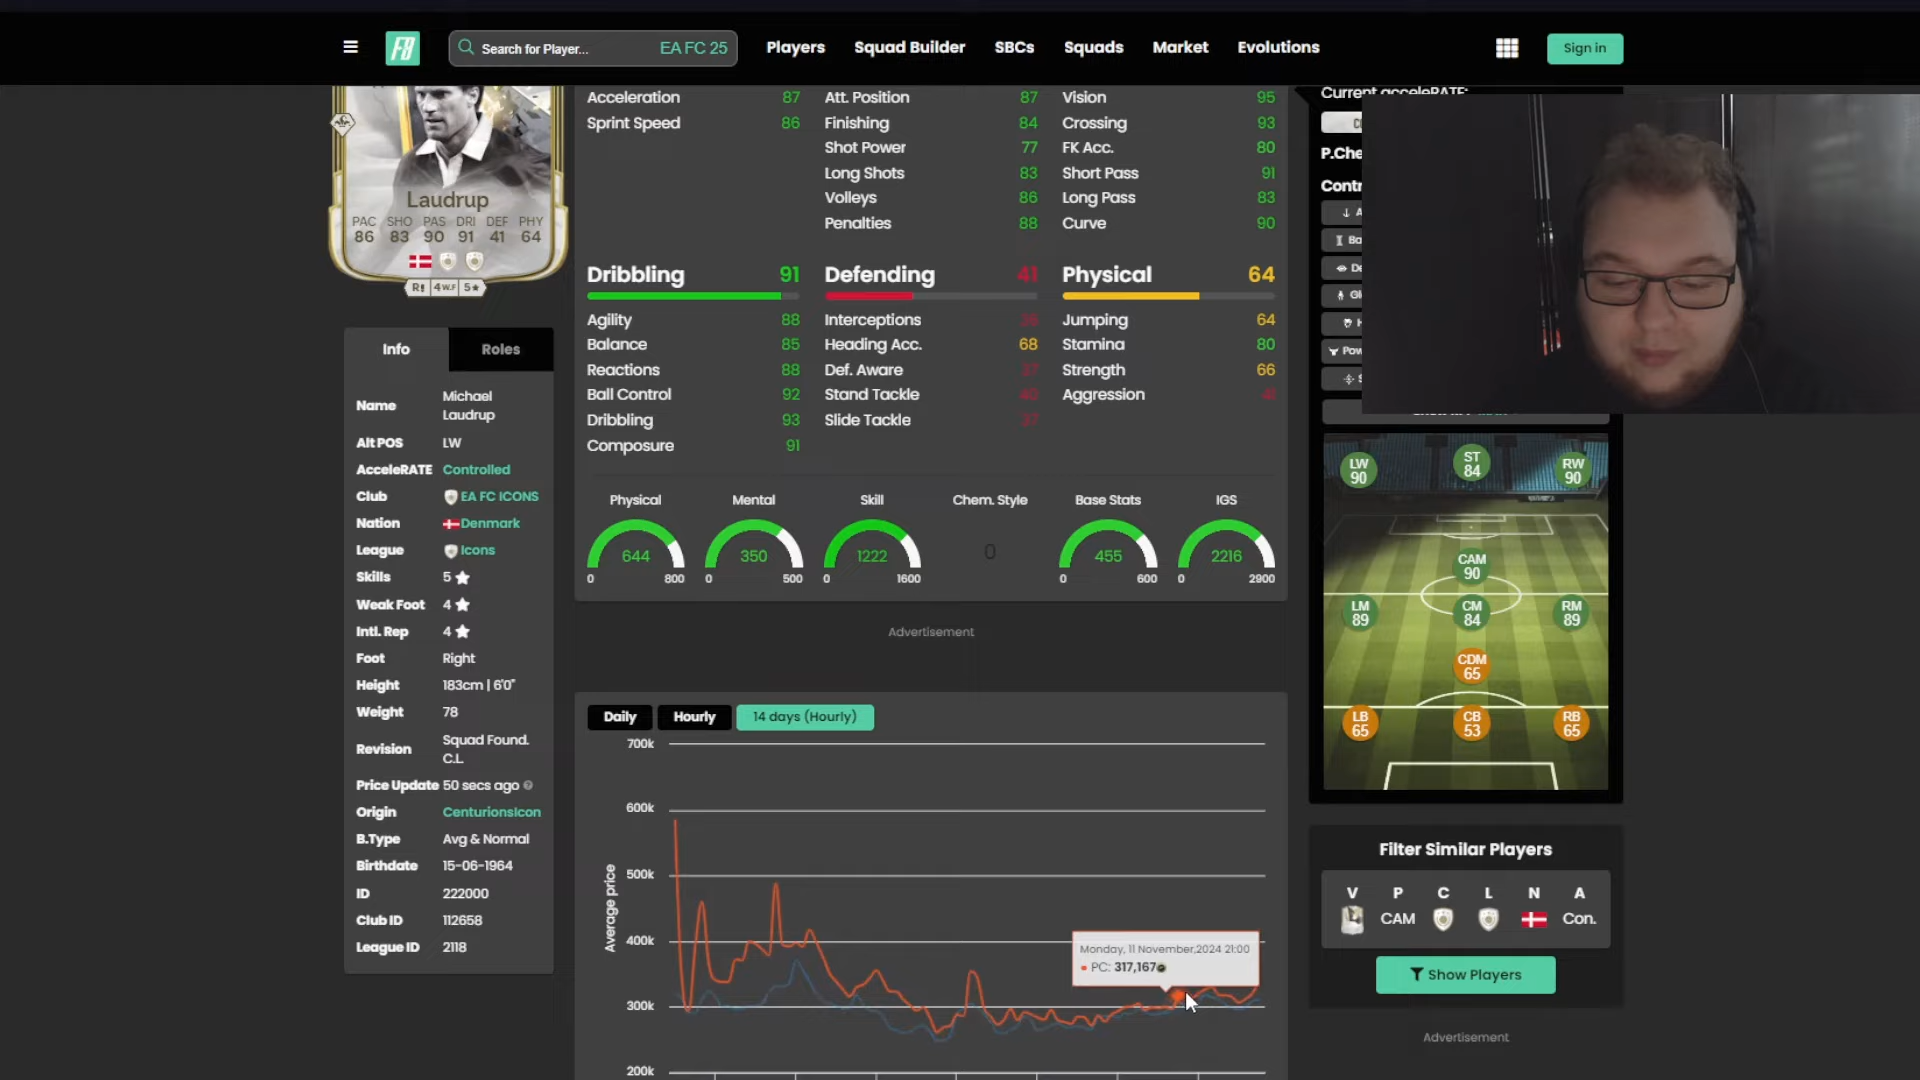 Search for Player... EA FC 25 Players Squad Builder SBCs Squads Market Evolutions Sign in
Acceleration 87 Att. Position 87 Vision 95
Sprint Speed 86 Finishing 84 Crossing 93
Shot Power 77 FK Acc. 80
Long Shots 83 Short Pass 91
Volleys 86 Long Pass 83
Penalties 88 Curve 90
Laudrup
PAC SHO PAS DRI DEF PHY
86 83 90 91 41 64
4 W.F 5★
Dribbling 91 Defending 41 Physical 64
Agility 88 Interceptions Jumping 64
Balance 85 Heading Acc. 68 Stamina 80
Reactions 88 Def. Aware 37 Strength 66
Ball Control 92 Stand Tackle 40 Aggression 41
Dribbling 93 Slide Tackle 37
Composure 91
Info Roles
Name Michael Laudrup
Alt POS LW
AcceleRATE Controlled
Club EA FC ICONS
Nation Denmark
League Icons
Skills 5 ★
Weak Foot 4 ★
Intl. Rep 4 ★
Foot Right
Height 183cm | 6'0"
Weight 78
Revision Squad Found. C.L.
Price Update 50 secs ago
Origin CenturionsIcon
B.Type Avg & Normal
Birthdate 15-06-1964
ID 222000
Club ID 112658
League ID 2118
Physical Mental Skill Chem. Style Base Stats IGS
644 350 1222 0 455 2216
0 800 0 500 0 1600 0 600 0 2900
Advertisement
Daily Hourly 14 days (Hourly)
700k
600k
500k
400k
300k
200k
Average price
Monday, 11 November,2024 21:00
PC: 317,167
Current acceleRATE:
P.Che
Contr
LW 90 ST 84 RW 90
CAM 90
LM 89 CM 84 RM 89
CDM 65
LB 65 CB 53 RB 65
Filter Similar Players
V P C L N A
CAM Con.
Show Players
Advertisement